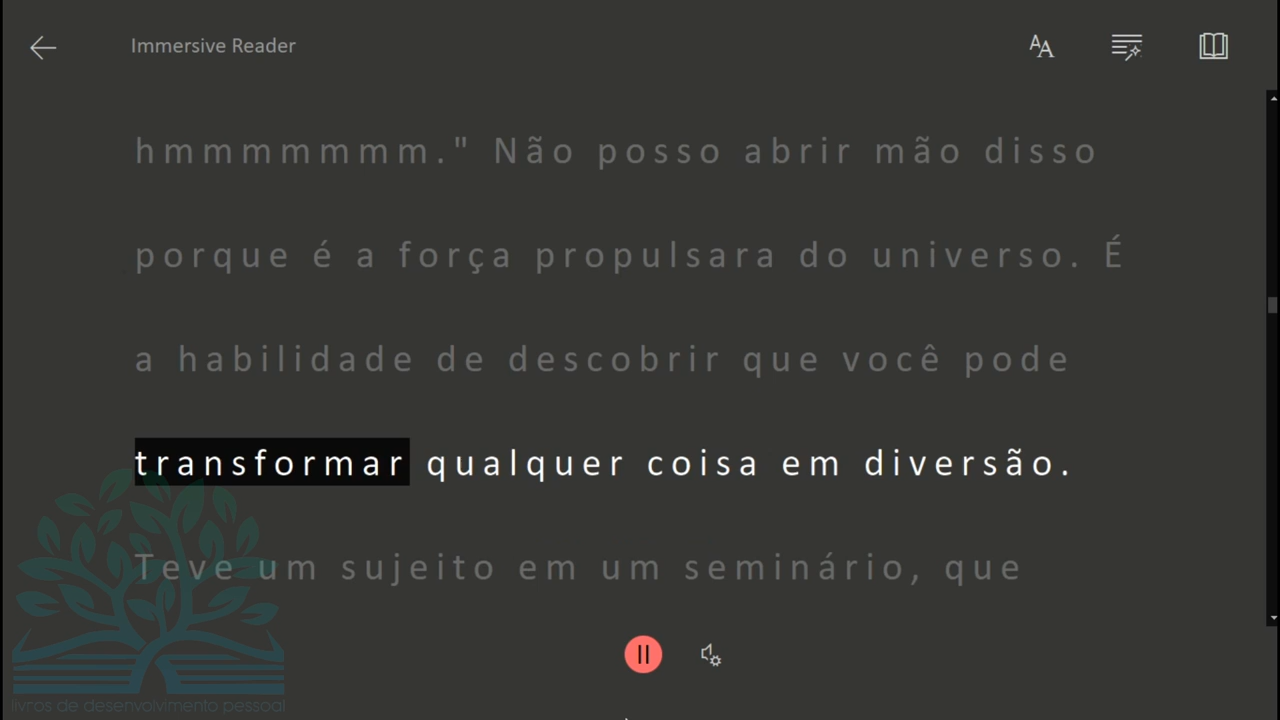 Immersive Reader
hmmmmmmm." Não posso abrir mão disso
porque é a força propulsara do universo. É
a habilidade de descobrir que você pode
transformar qualquer coisa em diversão.
Teve um sujeito em um seminário, que
livros de desenvolvimento pessoal